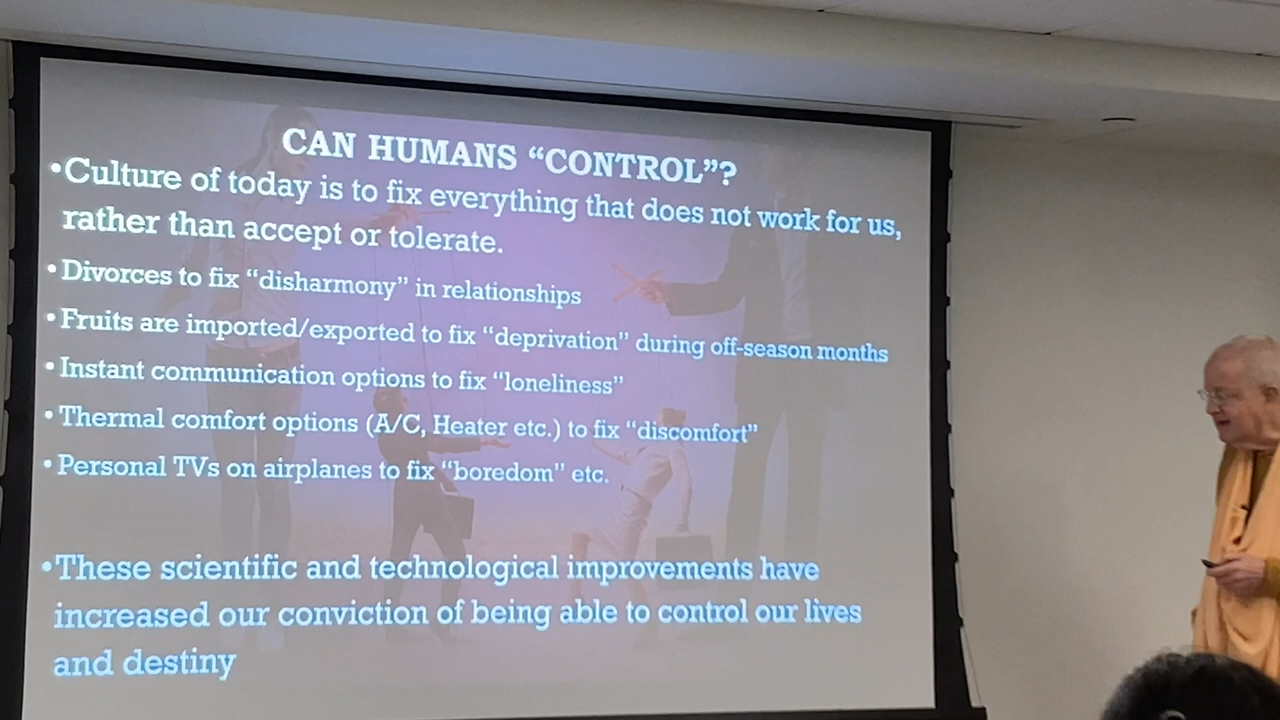 CAN HUMANS “CONTROL”?
•Culture of today is to fix everything that does not work for us,
rather than accept or tolerate.
•Divorces to fix “disharmony” in relationships
•Fruits are imported/exported to fix “deprivation” during off-season months
•Instant communication options to fix “loneliness”
•Thermal comfort options (A/C, Heater etc.) to fix “discomfort”
•Personal TVs on airplanes to fix “boredom” etc.
•These scientific and technological improvements have
increased our conviction of being able to control our lives
and destiny